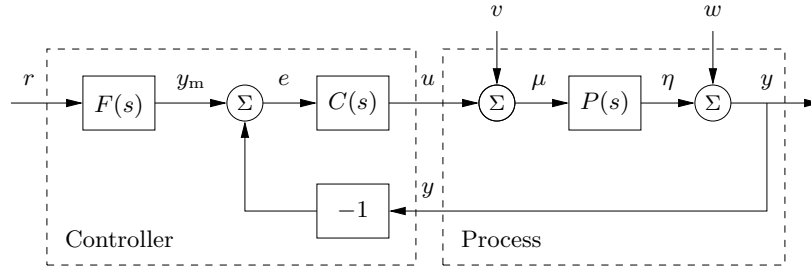 v
w
r
F(s)
y_m
Σ
e
C(s)
u
Σ
μ
P(s)
η
Σ
y
−1
y
Controller
Process